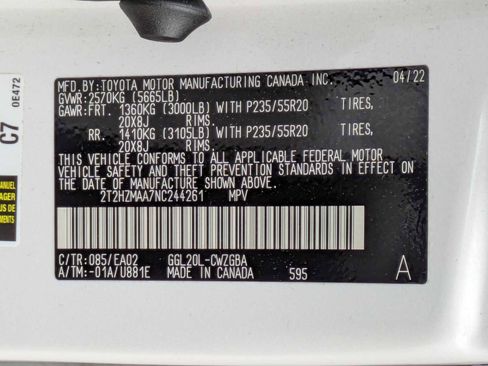 MFD.BY:TOYOTA MOTOR MANUFACTURING CANADA INC. 04/22
GVWR:2570KG (5665LB)
GAWR:FRT. 1360KG (3000LB) WITH P235/55R20 TIRES,
20X8J RIMS.
RR. 1410KG (3105LB) WITH P235/55R20 TIRES,
20X8J RIMS.
THIS VEHICLE CONFORMS TO ALL APPLICABLE FEDERAL MOTOR
VEHICLE SAFETY AND THEFT PREVENTION STANDARDS IN EFFECT
ON THE DATE OF MANUFACTURE SHOWN ABOVE.
2T2HZMAA7NC244261 MPV
C/TR:085/EA02 GGL20L-CWZGBA
A/TM:-01A/U881E MADE IN CANADA 595 A
C7 0E472